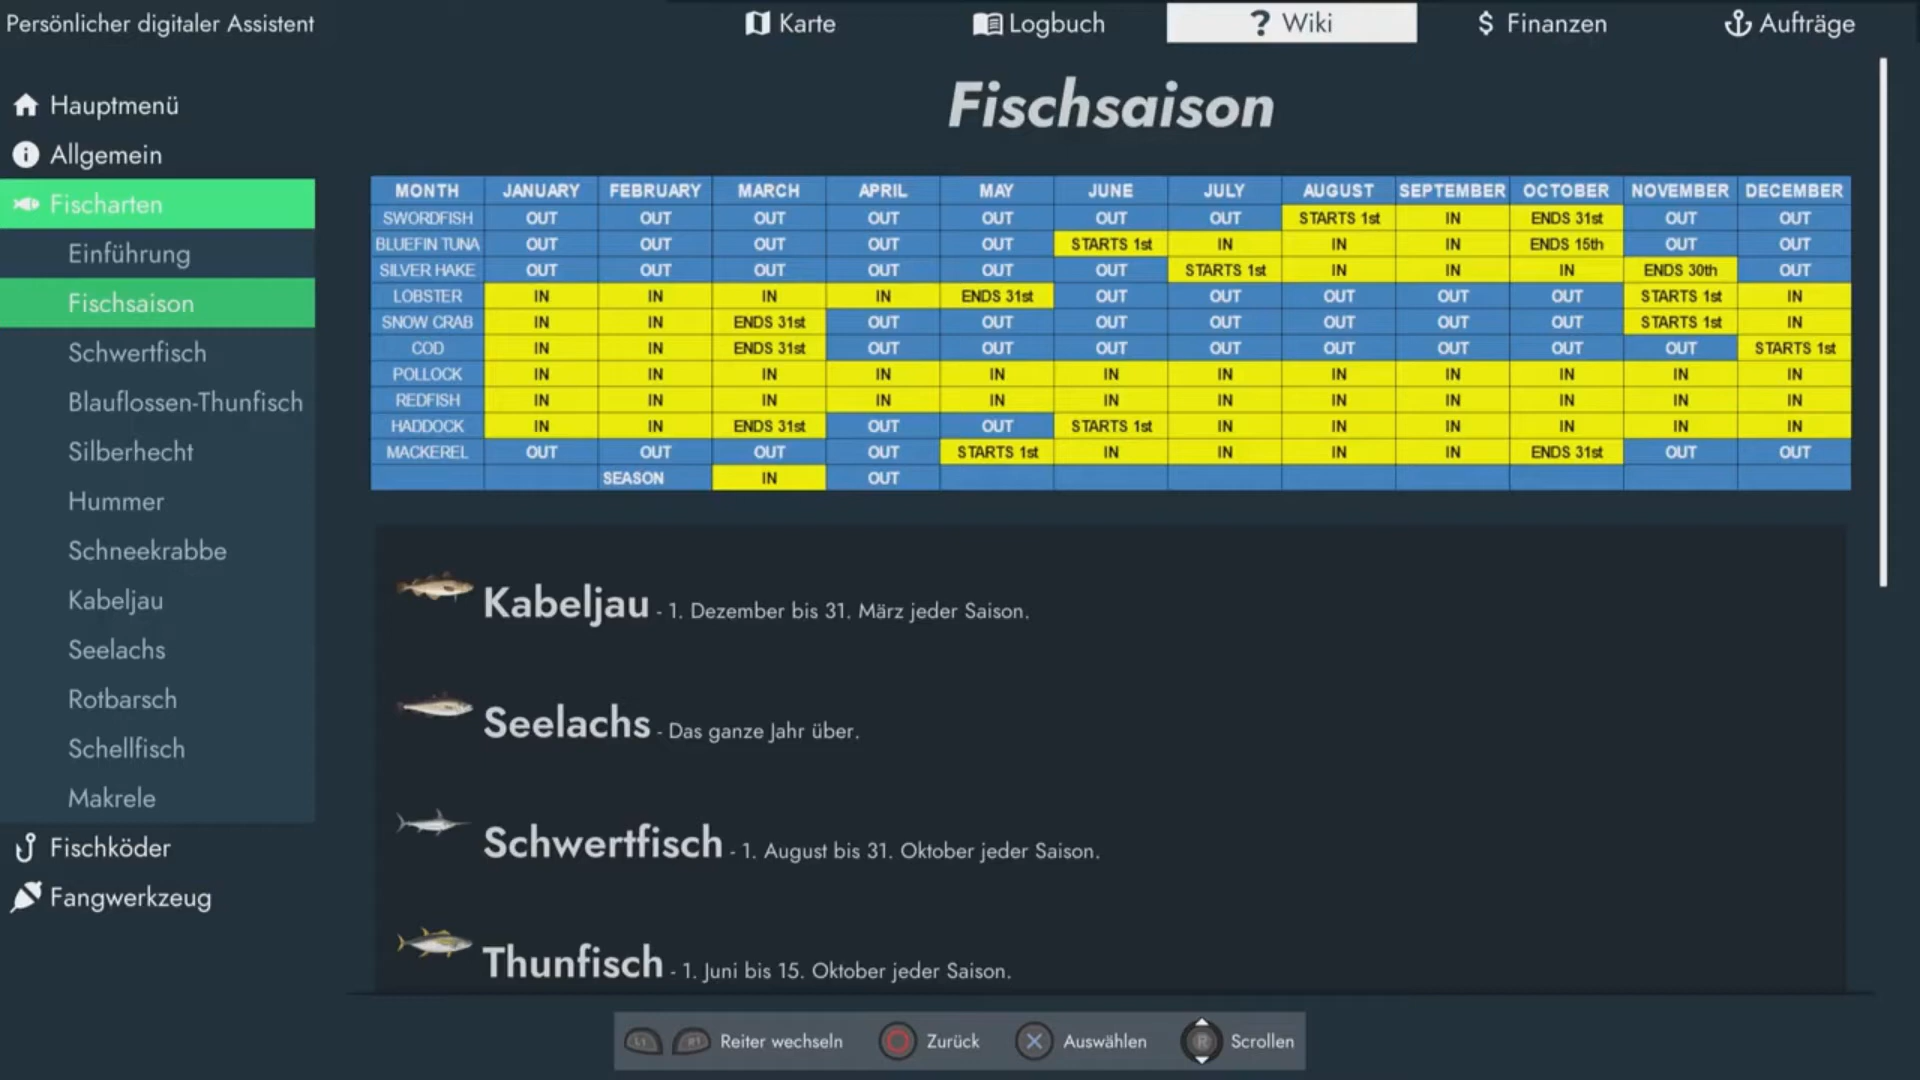 Persönlicher digitaler Assistent
Karte
Logbuch
? Wiki
$ Finanzen
Aufträge
Hauptmenü
Allgemein
Fischarten
Einführung
Fischsaison
Schwertfisch
Blauflossen-Thunfisch
Silberhecht
Hummer
Schneekrabbe
Kabeljau
Seelachs
Rotbarsch
Schellfisch
Makrele
Fischköder
Fangwerkzeug
Fischsaison
MONTH JANUARY FEBRUARY MARCH APRIL MAY JUNE JULY AUGUST SEPTEMBER OCTOBER NOVEMBER DECEMBER
SWORDFISH OUT OUT OUT OUT OUT OUT OUT STARTS 1st IN ENDS 31st OUT OUT
BLUEFIN TUNA OUT OUT OUT OUT OUT STARTS 1st IN IN IN ENDS 15th OUT OUT
SILVER HAKE OUT OUT OUT OUT OUT OUT STARTS 1st IN IN IN ENDS 30th OUT
LOBSTER IN IN IN IN ENDS 31st OUT OUT OUT OUT OUT STARTS 1st IN
SNOW CRAB IN IN ENDS 31st OUT OUT OUT OUT OUT OUT OUT STARTS 1st IN
COD IN IN ENDS 31st OUT OUT OUT OUT OUT OUT OUT OUT STARTS 1st
POLLOCK IN IN IN IN IN IN IN IN IN IN IN IN
REDFISH IN IN IN IN IN IN IN IN IN IN IN IN
HADDOCK IN IN ENDS 31st OUT OUT STARTS 1st IN IN IN IN IN IN
MACKEREL OUT OUT OUT OUT STARTS 1st IN IN IN IN ENDS 31st OUT OUT
SEASON IN OUT
Kabeljau - 1. Dezember bis 31. März jeder Saison.
Seelachs - Das ganze Jahr über.
Schwertfisch - 1. August bis 31. Oktober jeder Saison.
Thunfisch - 1. Juni bis 15. Oktober jeder Saison.
L1 R1 Reiter wechseln Zurück Auswählen R Scrollen